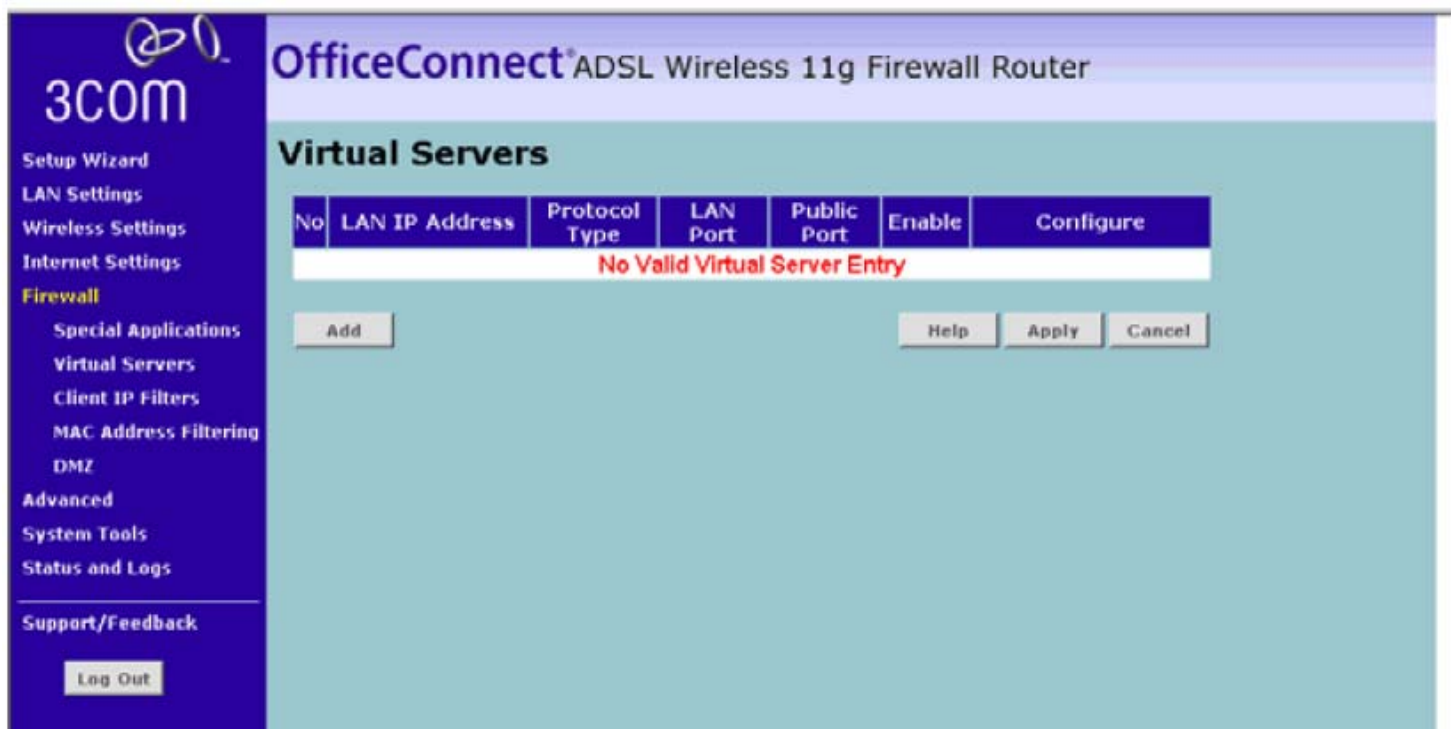 3COM
OfficeConnect® ADSL Wireless 11g Firewall Router
Setup Wizard
LAN Settings
Wireless Settings
Internet Settings
Firewall
Special Applications
Virtual Servers
Client IP Filters
MAC Address Filtering
DMZ
Advanced
System Tools
Status and Logs
Support/Feedback
Log Out
Virtual Servers
No LAN IP Address Protocol Type LAN Port Public Port Enable Configure
No Valid Virtual Server Entry
Add Help Apply Cancel